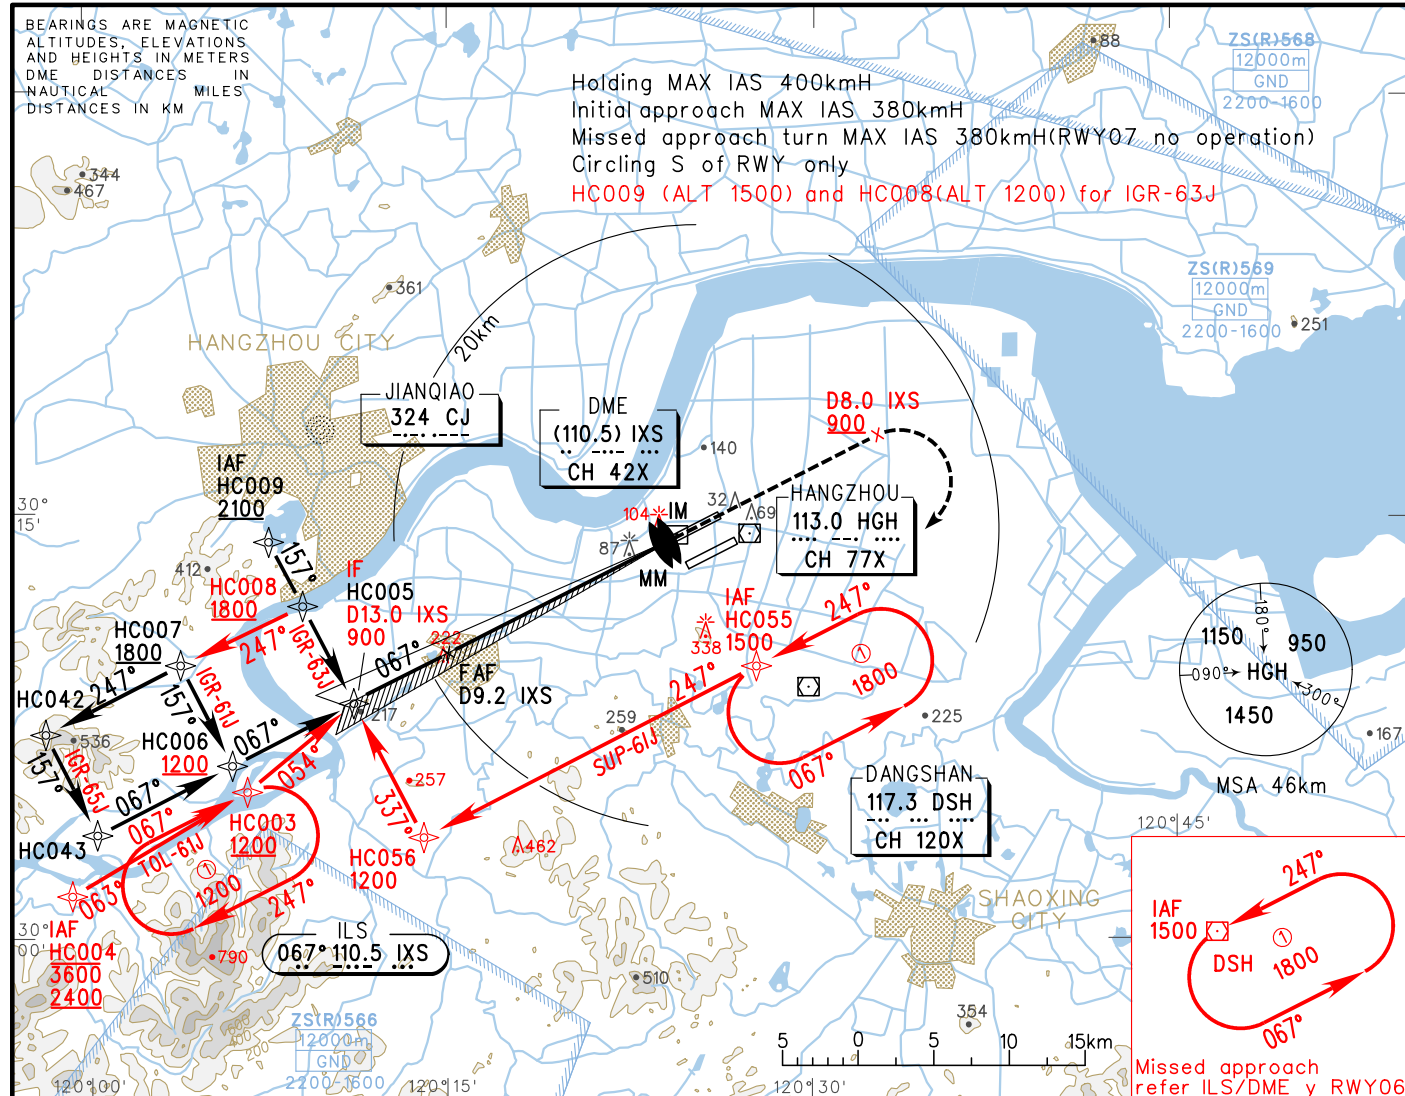 BEARINGS ARE MAGNETIC
ALTITUDES, ELEVATIONS
AND HEIGHTS IN METERS
DME DISTANCES IN
NAUTICAL MILES
DISTANCES IN KM
88
ZS(R)568
12000m
GND
2200-1600
Holding MAX IAS 400kmH
Initial approach MAX IAS 380kmH
Missed approach turn MAX IAS 380kmH(RWY07 no operation)
Circling S of RWY only
HC009 (ALT 1500) and HC008(ALT 1200) for IGR-63J
344
467
ZS(R)569
12000m
GND
2200-1600
361
251
20km
HANGZHOU CITY
JIANQIAO
324 CJ
DME
(110.5) IXS
CH 42X
D8.0 IXS
900
140
IAF
HC009
2100
30°
15'
HANGZHOU
113.0 HGH
CH 77X
32
69
104
IM
87
MM
157°
412
HC008
1800
IF
HC005
D13.0 IXS
900
IAF
HC055
1500
247°
180°
1150
950
090°
HGH
300°
1450
MSA 46km
HC007
1800
247°
IGR-63J
067°
222
FAF
D9.2 IXS
338
1800
HC042
247°
IGR-61J
157°
217
247°
259
225
167
536
HC006
1200
067°
054°
SUP-61J
067°
157°
IGR-65J
067°
257
337°
DANGSHAN
117.3 DSH
CH 120X
120°45'
HC043
067°
HC003
1200
TOL-61J
462
HC056
1200
063°
1200
247°
IAF
HC004
3600
2400
30°
00'
ILS
067° 110.5 IXS
790
SHAOXING
CITY
510
354
247°
IAF
1500
DSH
1800
067°
Missed approach
refer ILS/DME y RWY06
ZS(R)566
12000m
GND
2200-1600
400
200
5 0 5 10 15km
120°00'
120°15'
120°30'